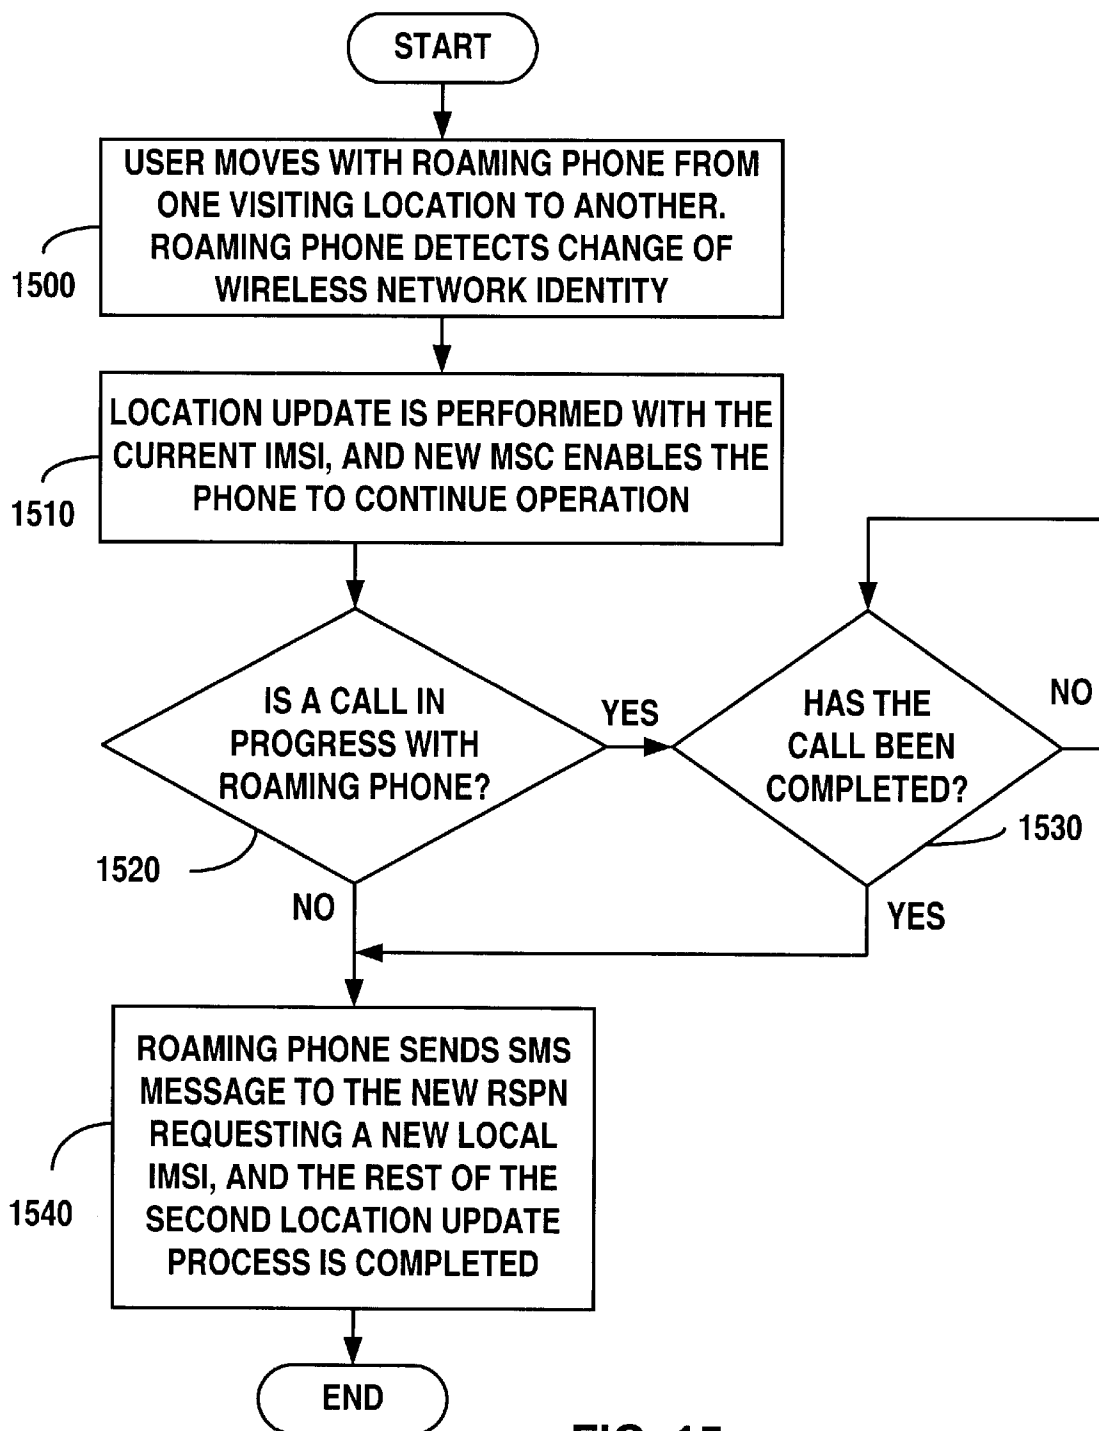 START
USER MOVES WITH ROAMING PHONE FROM
ONE VISITING LOCATION TO ANOTHER.
ROAMING PHONE DETECTS CHANGE OF
WIRELESS NETWORK IDENTITY
1500
LOCATION UPDATE IS PERFORMED WITH THE
CURRENT IMSI, AND NEW MSC ENABLES THE
PHONE TO CONTINUE OPERATION
1510
IS A CALL IN
PROGRESS WITH
ROAMING PHONE?
1520
YES
NO
HAS THE
CALL BEEN
COMPLETED?
NO
1530
YES
ROAMING PHONE SENDS SMS
MESSAGE TO THE NEW RSPN
REQUESTING A NEW LOCAL
IMSI, AND THE REST OF THE
SECOND LOCATION UPDATE
PROCESS IS COMPLETED
1540
END
FIG. 15